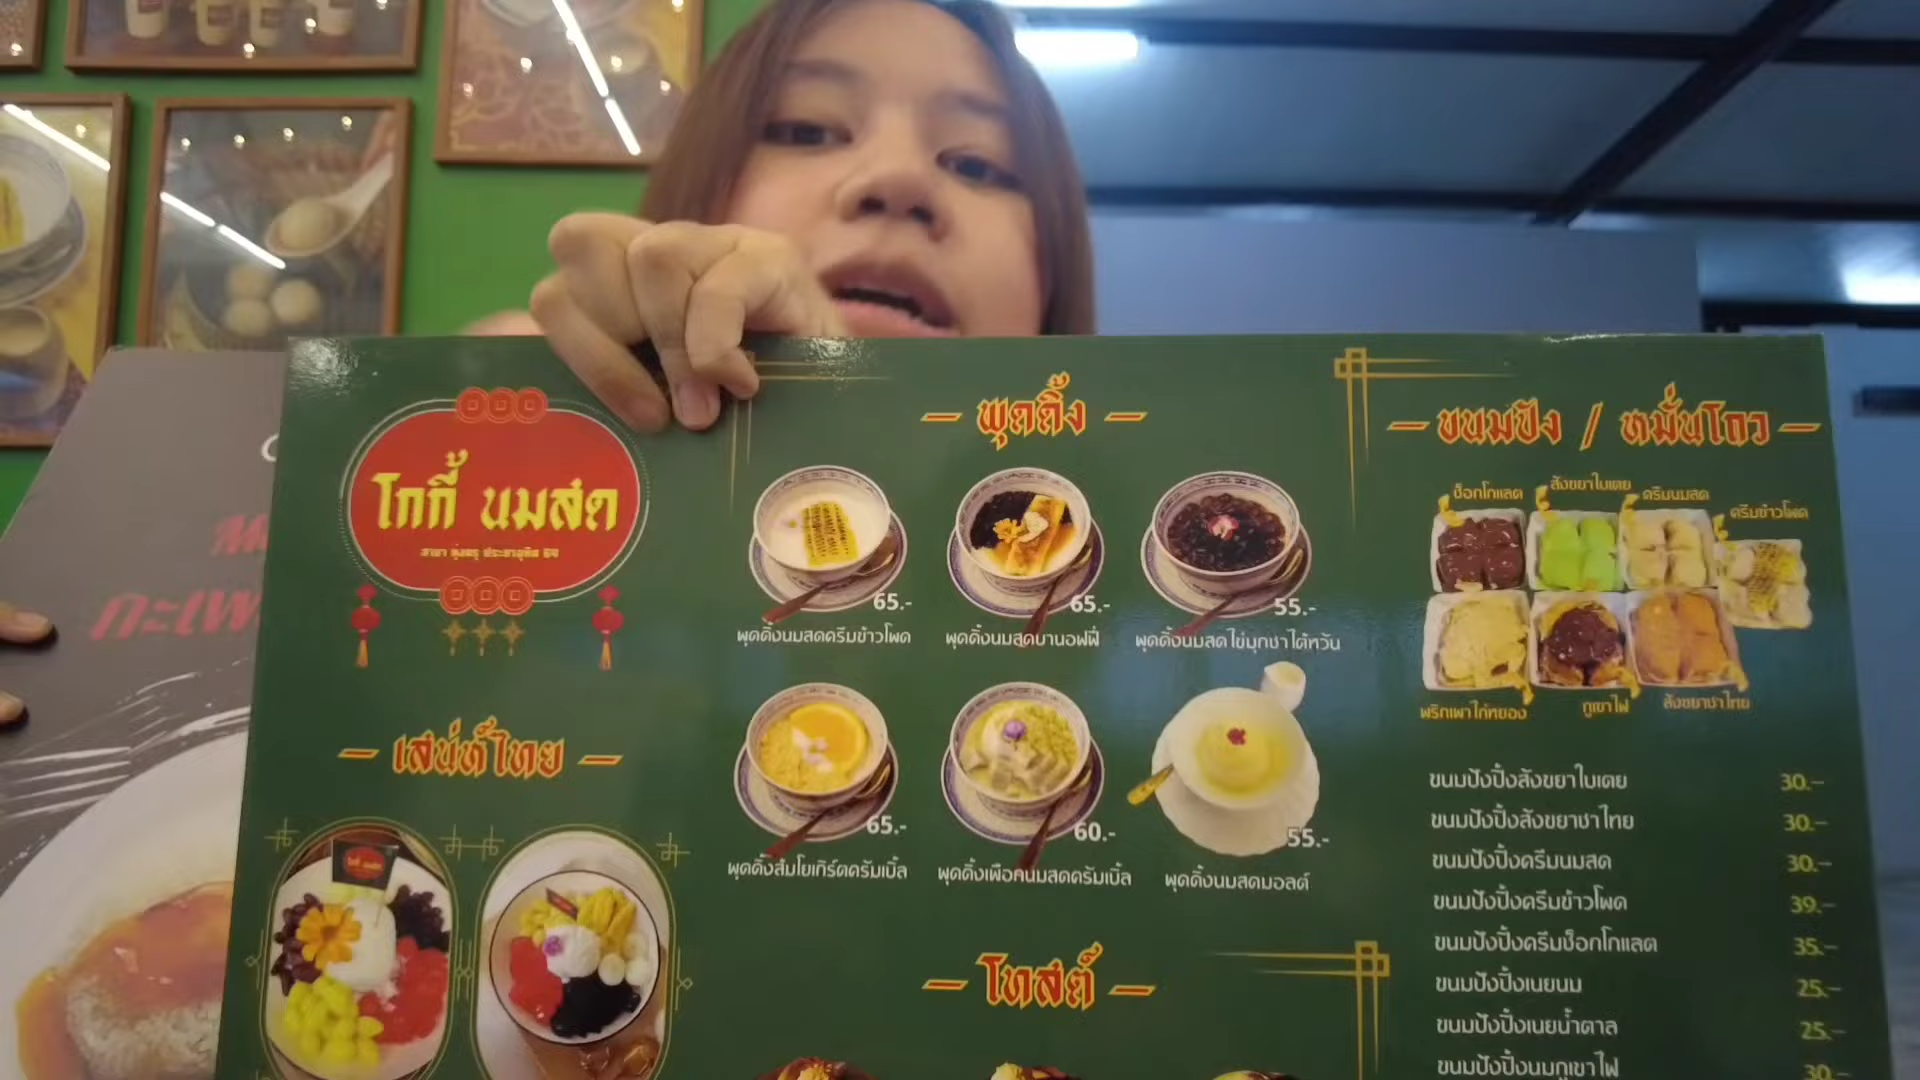 โกกี้ นมสด
สาขา ทุ่งครุ ประชาอุทิศ
เสน่ห์ไทย
พุดดิ้ง
65.-
พุดดิ้งนมสดครีมข้าวโพด
65.-
พุดดิ้งนมสดบานอฟฟี่
55.-
พุดดิ้งนมสดไข่มุกชาไต้หวัน
65.-
พุดดิ้งส้มโยเกิร์ตครัมเบิ้ล
60.-
พุดดิ้งเผือกนมสดครัมเบิ้ล
55.-
พุดดิ้งนมสดมอลต์
โทสต์
ขนมปัง / หมั่นโถว
ช็อกโกแลต
สังขยาใบเตย
ครีมนมสด
ครีมข้าวโพด
พริกเผาไก่หยอง
ภูเขาไฟ
สังขยาชาไทย
ขนมปังปิ้งสังขยาใบเตย 30.-
ขนมปังปิ้งสังขยาชาไทย 30.-
ขนมปังปิ้งครีมนมสด 30.-
ขนมปังปิ้งครีมข้าวโพด 39.-
ขนมปังปิ้งครีมช็อกโกแลต 35.-
ขนมปังปิ้งเนยนม 25.-
ขนมปังปิ้งเนยน้ำตาล 25.-
ขนมปังปิ้งนมภูเขาไฟ 30.-